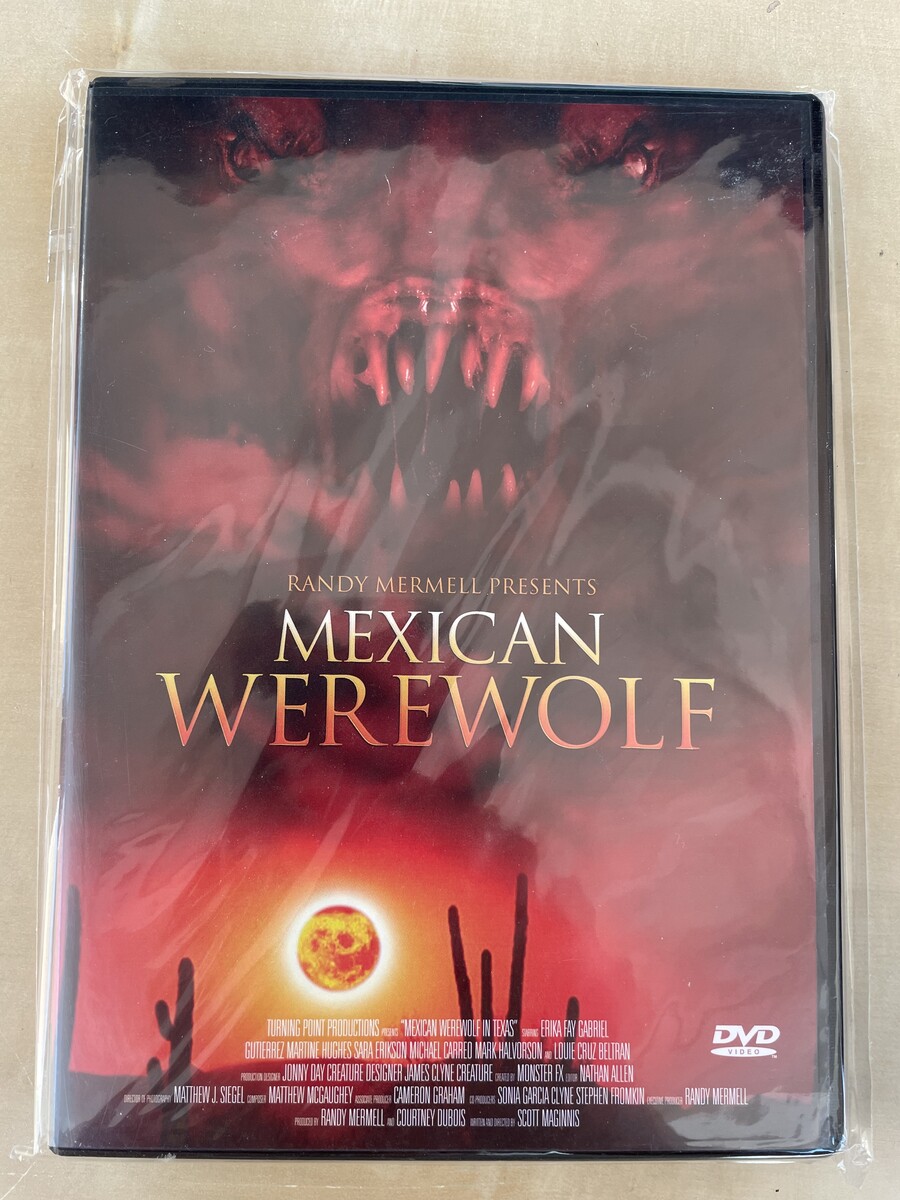 RANDY MERMELL PRESENTS
MEXICAN
WEREWOLF
TURNING POINT PRODUCTIONS PRESENTS "MEXICAN WEREWOLF IN TEXAS" STARRING ERIKA FAY GABRIEL
GUTIERREZ MARTINE HUGHES SARA ERIKSON MICHAEL CARREO MARK HALVORSON AND LOUIE CRUZ BELTRAN
PRODUCTION DESIGNER JONNY DAY CREATURE DESIGNER JAMES CLYNE CREATURE CREATED BY MONSTER FX EDITOR NATHAN ALLEN
DIRECTOR OF PHOTOGRAPHY MATTHEW J. SIEGEL COMPOSER MATTHEW MCGAUGHEY ASSOCIATE PRODUCER CAMERON GRAHAM CO-PRODUCERS SONIA GARCIA CLYNE STEPHEN FROMKIN EXECUTIVE PRODUCER RANDY MERMELL
PRODUCED BY RANDY MERMELL AND COURTNEY DUBOIS WRITTEN AND DIRECTED BY SCOTT MAGINNIS
DVD
VIDEO